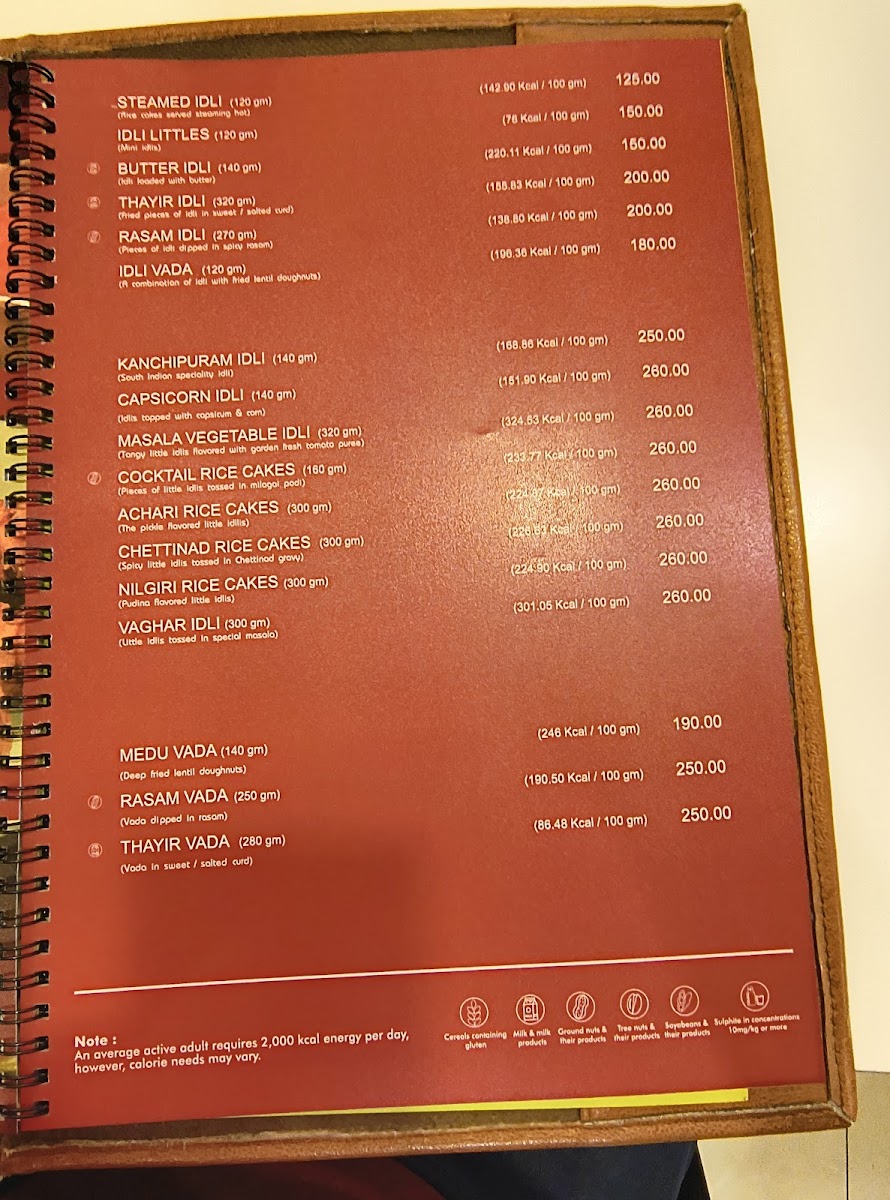 STEAMED IDLI (120 gm) (142.90 Kcal / 100 gm) 125.00
(Rice cakes served steaming hot)
IDLI LITTLES (120 gm) (76 Kcal / 100 gm) 150.00
(Mini idlis)
BUTTER IDLI (140 gm) (220.11 Kcal / 100 gm) 150.00
(Idli loaded with butter)
THAYIR IDLI (320 gm) (155.83 Kcal / 100 gm) 200.00
(Fried pieces of idli in sweet / salted curd)
RASAM IDLI (270 gm) (138.80 Kcal / 100 gm) 200.00
(Pieces of idli dipped in spicy rasam)
IDLI VADA (120 gm) (196.36 Kcal / 100 gm) 180.00
(A combination of idli with fried lentil doughnuts)
KANCHIPURAM IDLI (140 gm) (168.86 Kcal / 100 gm) 250.00
(South Indian speciality idli)
CAPSICORN IDLI (140 gm) (151.90 Kcal / 100 gm) 260.00
(Idlis topped with capsicum & corn)
MASALA VEGETABLE IDLI (320 gm) (324.53 Kcal / 100 gm) 260.00
(Tangy little idlis flavored with garden fresh tomato puree)
COCKTAIL RICE CAKES (160 gm) (233.77 Kcal / 100 gm) 260.00
(Pieces of little idlis tossed in milagai podi)
ACHARI RICE CAKES (300 gm) (224.87 Kcal / 100 gm) 260.00
(The pickle flavored little idlis)
CHETTINAD RICE CAKES (300 gm) (226.53 Kcal / 100 gm) 260.00
(Spicy little idlis tossed in Chettinad gravy)
NILGIRI RICE CAKES (300 gm) (224.90 Kcal / 100 gm) 260.00
(Pudina flavored little idlis)
VAGHAR IDLI (300 gm) (301.05 Kcal / 100 gm) 260.00
(Little idlis tossed in special masala)
MEDU VADA (140 gm) (246 Kcal / 100 gm) 190.00
(Deep fried lentil doughnuts)
RASAM VADA (250 gm) (190.50 Kcal / 100 gm) 250.00
(Vada dipped in rasam)
THAYIR VADA (280 gm) (86.48 Kcal / 100 gm) 250.00
(Vada in sweet / salted curd)
Note :
An average active adult requires 2,000 kcal energy per day,
however, calorie needs may vary.
Cereals containing gluten
Milk & milk products
Ground nuts & their products
Tree nuts & their products
Soyabeans & their products
Sulphite in concentrations 10mg/kg or more